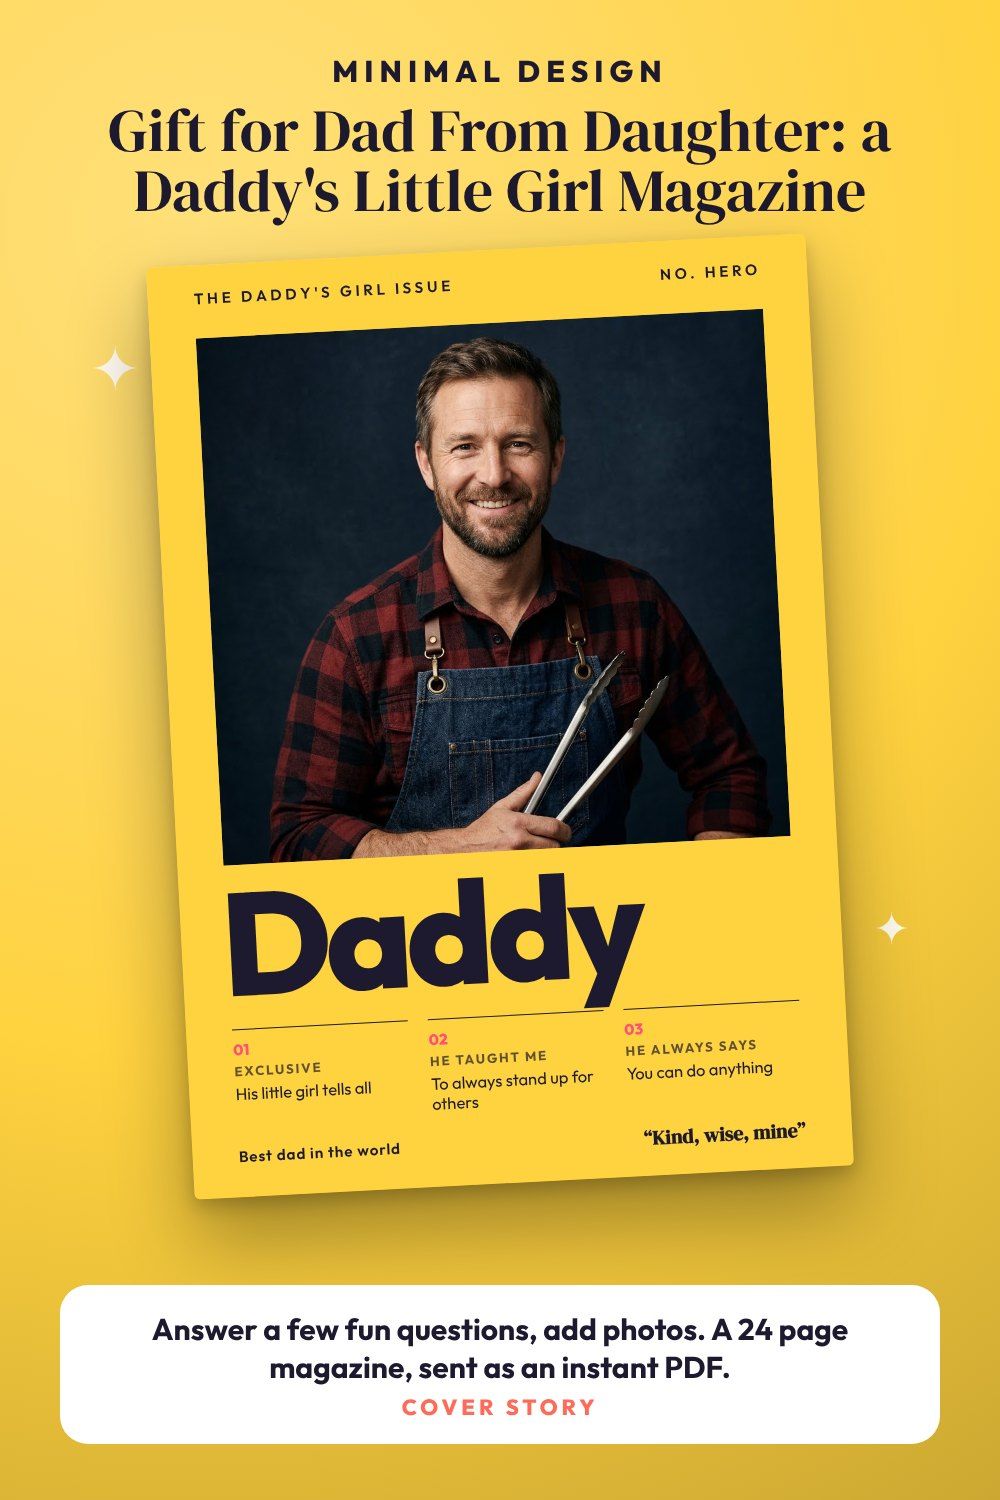 MINIMAL DESIGN
Gift for Dad From Daughter: a
Daddy's Little Girl Magazine
THE DADDY'S GIRL ISSUE
NO. HERO
Daddy
01
EXCLUSIVE
His little girl tells all
02
HE TAUGHT ME
To always stand up for
others
03
HE ALWAYS SAYS
You can do anything
Best dad in the world
“Kind, wise, mine”
Answer a few fun questions, add photos. A 24 page
magazine, sent as an instant PDF.
COVER STORY